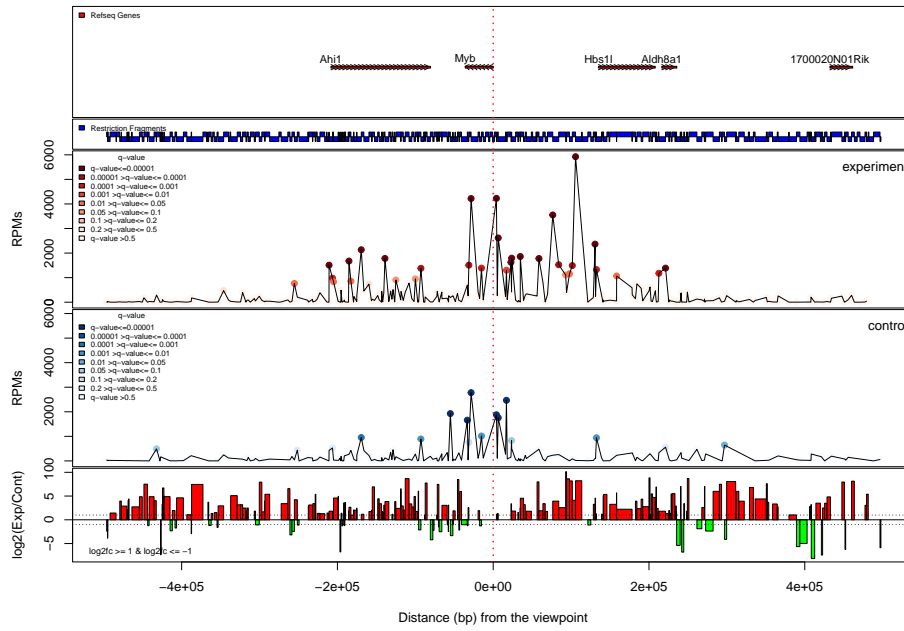 Refseq Genes
Ahi1
Myb
Hbs1l
Aldh8a1
1700020N01Rik
Restriction Fragments
6000
4000
2000
0
RPMs
experimen
q-value
q-value<=0.00001
0.00001 >q-value<= 0.0001
0.0001 >q-value<= 0.001
0.001 >q-value<= 0.01
0.01 >q-value<= 0.05
0.05 >q-value<= 0.1
0.1 >q-value<= 0.2
0.2 >q-value<= 0.5
q-value >0.5
6000
4000
2000
0
RPMs
contro
q-value
q-value<=0.00001
0.00001 >q-value<= 0.0001
0.0001 >q-value<= 0.001
0.001 >q-value<= 0.01
0.01 >q-value<= 0.05
0.05 >q-value<= 0.1
0.1 >q-value<= 0.2
0.2 >q-value<= 0.5
q-value >0.5
5
0
-5
log2(Exp/Cont)
log2fc >= 1 & log2fc <= -1
-4e+05
-2e+05
0e+00
2e+05
4e+05
Distance (bp) from the viewpoint